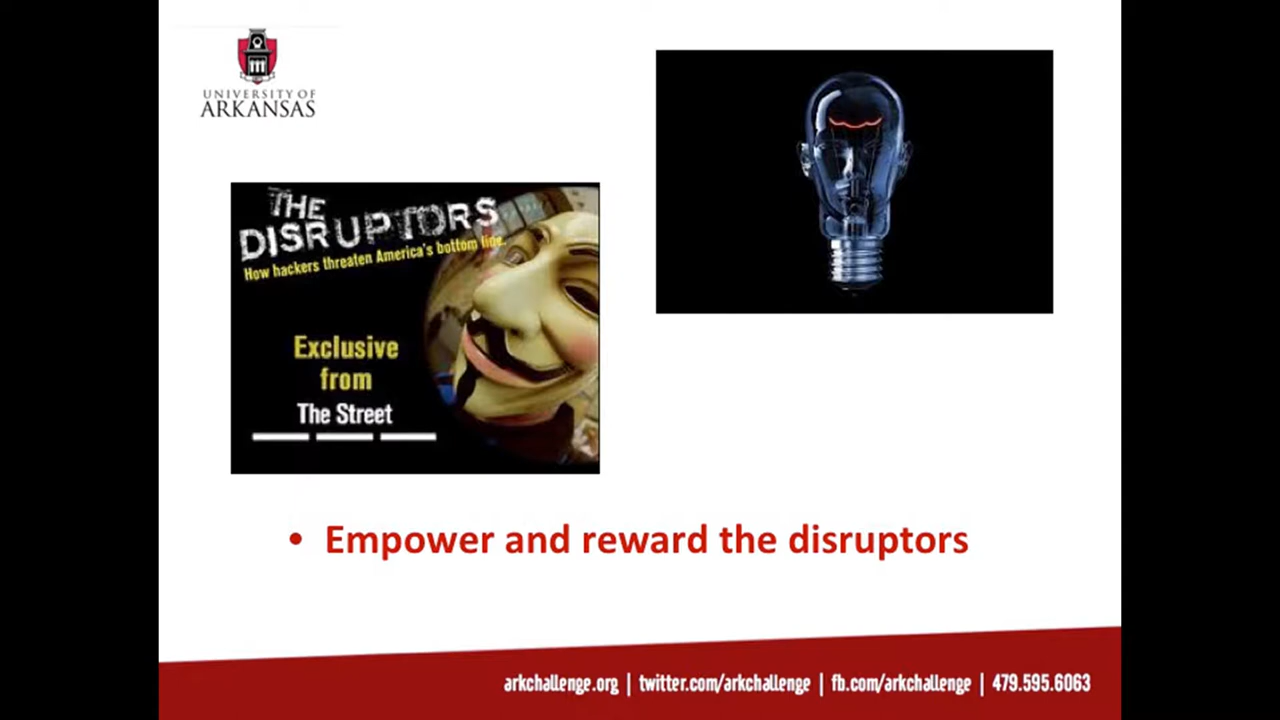 UNIVERSITY OF
ARKANSAS
THE
DISRUPTORS
How hackers threaten America's bottom line.
Exclusive
from
The Street
• Empower and reward the disruptors
arkchallenge.org | twitter.com/arkchallenge | fb.com/arkchallenge | 479.595.6063